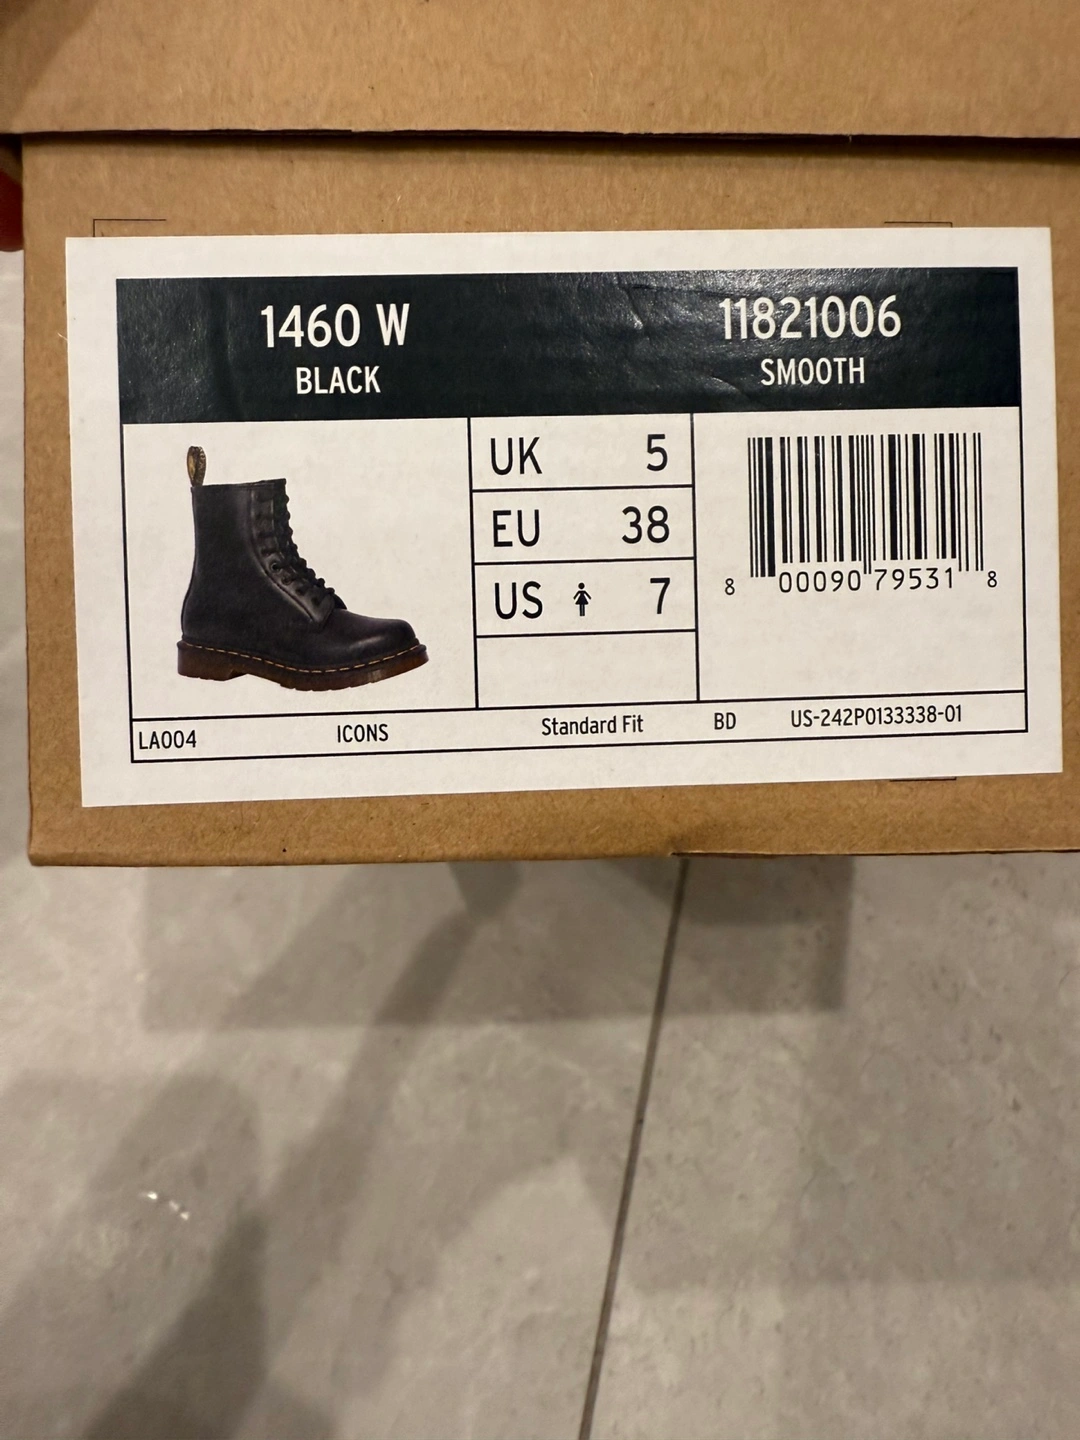 1460 W
BLACK
11821006
SMOOTH
UK 5
EU 38
US 7
8 00090 79531 8
LA004 ICONS Standard Fit BD US-242P0133338-01